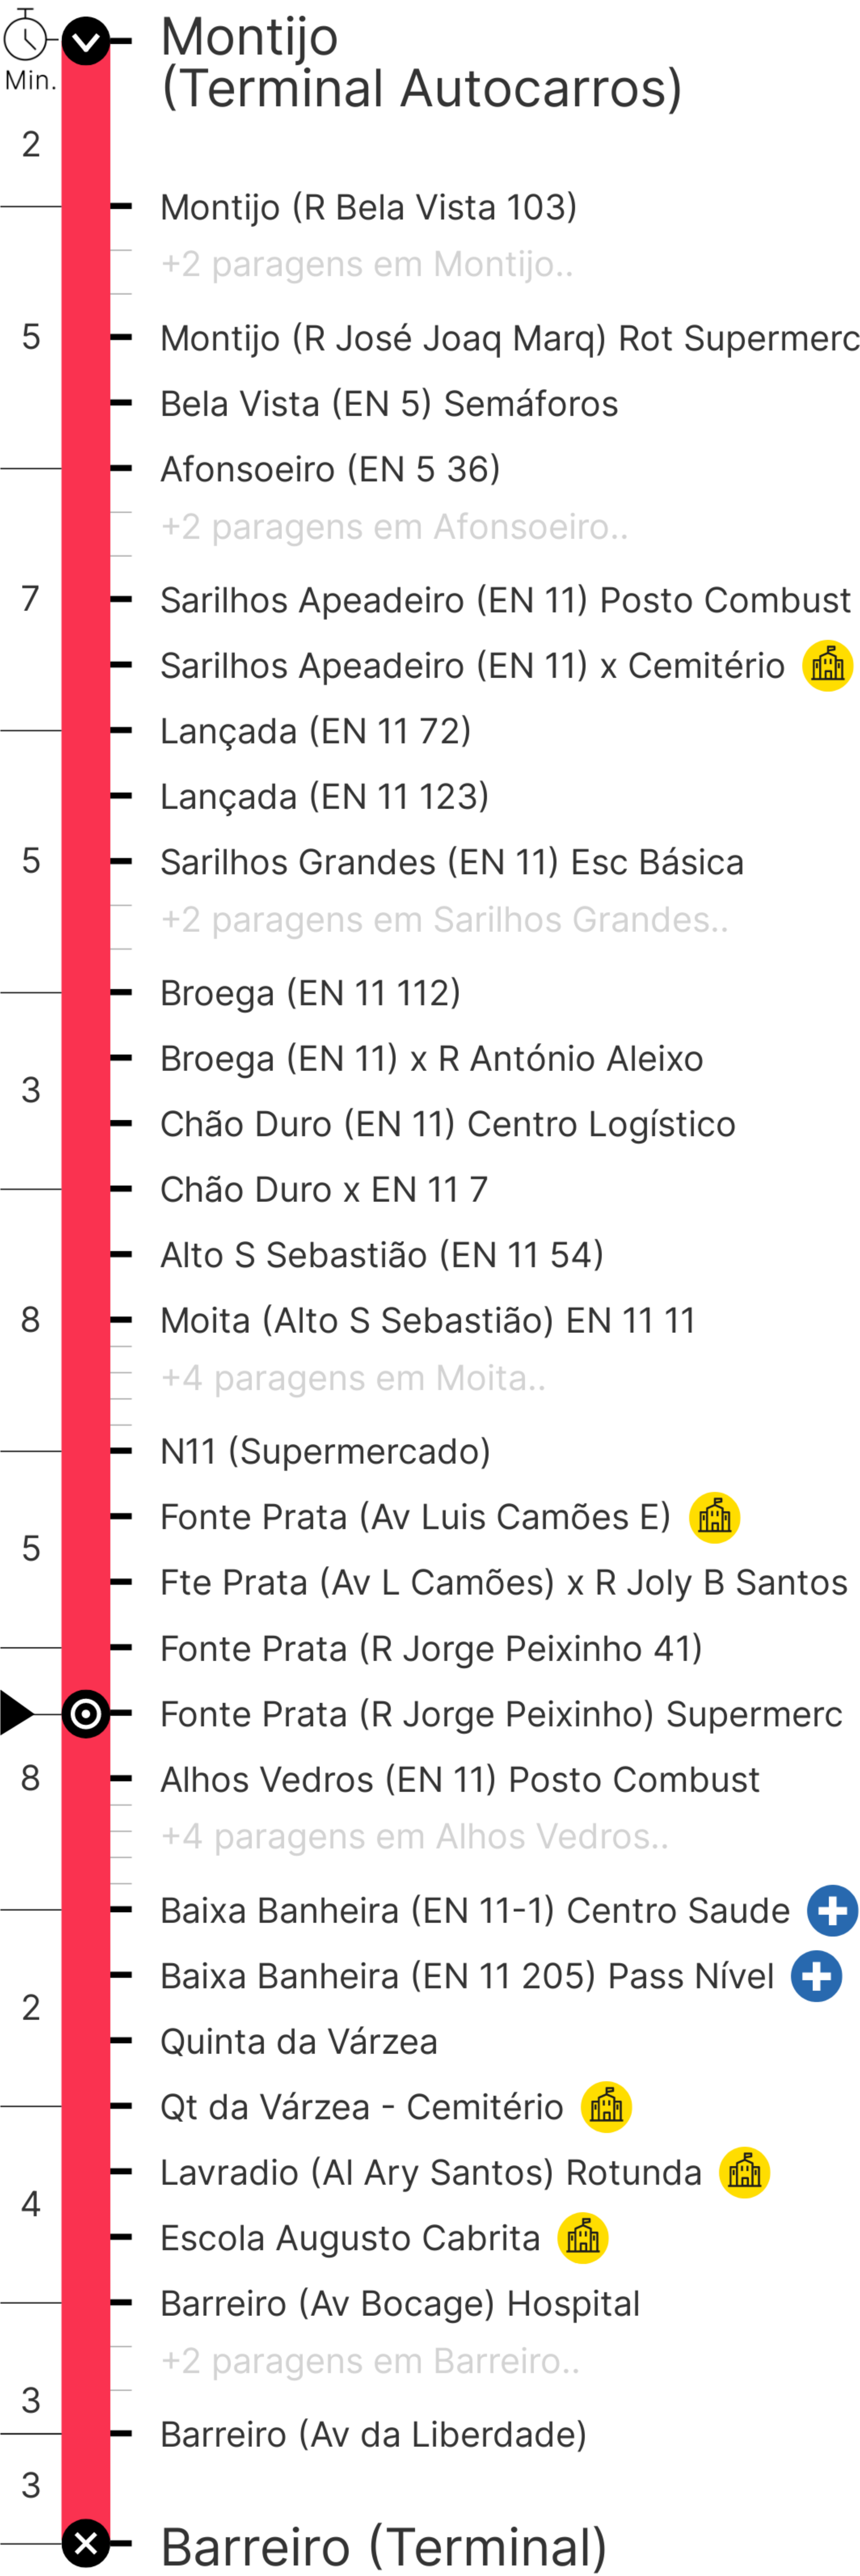 Montijo
(Terminal Autocarros)
Min.
2
Montijo (R Bela Vista 103)
+2 paragens em Montijo..
5
Montijo (R José Joaq Marq) Rot Supermerc
Bela Vista (EN 5) Semáforos
Afonsoeiro (EN 5 36)
+2 paragens em Afonsoeiro..
7
Sarilhos Apeadeiro (EN 11) Posto Combust
Sarilhos Apeadeiro (EN 11) x Cemitério
Lançada (EN 11 72)
Lançada (EN 11 123)
5
Sarilhos Grandes (EN 11) Esc Básica
+2 paragens em Sarilhos Grandes..
Broega (EN 11 112)
Broega (EN 11) x R António Aleixo
3
Chão Duro (EN 11) Centro Logístico
Chão Duro x EN 11 7
Alto S Sebastião (EN 11 54)
8
Moita (Alto S Sebastião) EN 11 11
+4 paragens em Moita..
N11 (Supermercado)
Fonte Prata (Av Luis Camões E)
5
Fte Prata (Av L Camões) x R Joly B Santos
Fonte Prata (R Jorge Peixinho 41)
Fonte Prata (R Jorge Peixinho) Supermerc
8
Alhos Vedros (EN 11) Posto Combust
+4 paragens em Alhos Vedros..
Baixa Banheira (EN 11-1) Centro Saude
Baixa Banheira (EN 11 205) Pass Nível
2
Quinta da Várzea
Qt da Várzea - Cemitério
Lavradio (Al Ary Santos) Rotunda
4
Escola Augusto Cabrita
Barreiro (Av Bocage) Hospital
+2 paragens em Barreiro..
3
Barreiro (Av da Liberdade)
3
Barreiro (Terminal)